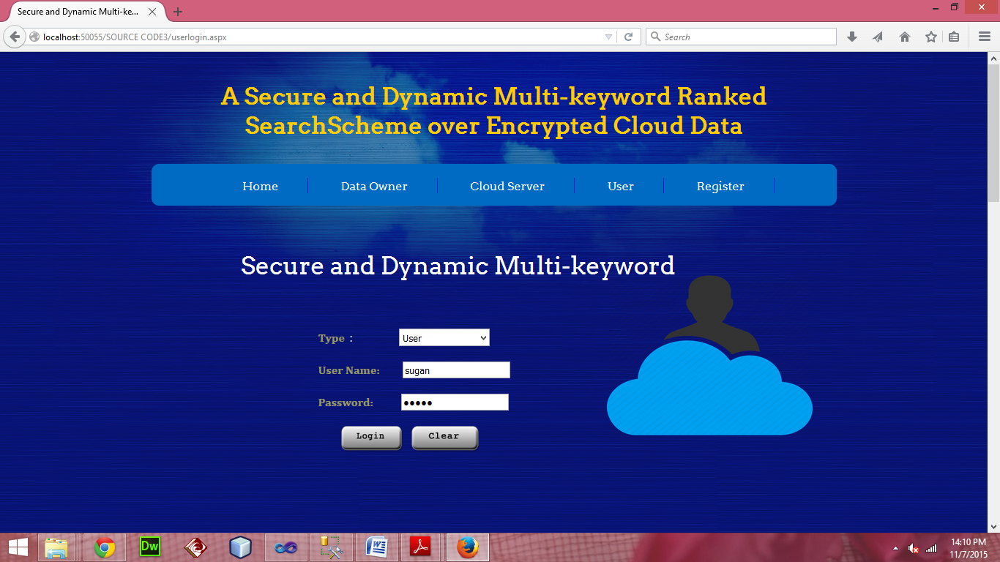 Secure and Dynamic Multi-ke...
localhost:50055/SOURCE CODE3/userlogin.aspx
Search
A Secure and Dynamic Multi-keyword Ranked
SearchScheme over Encrypted Cloud Data
Home Data Owner Cloud Server User Register
Secure and Dynamic Multi-keyword
Type : User
User Name: sugan
Password: •••••
Login Clear
Dw
W
14:10 PM
11/7/2015